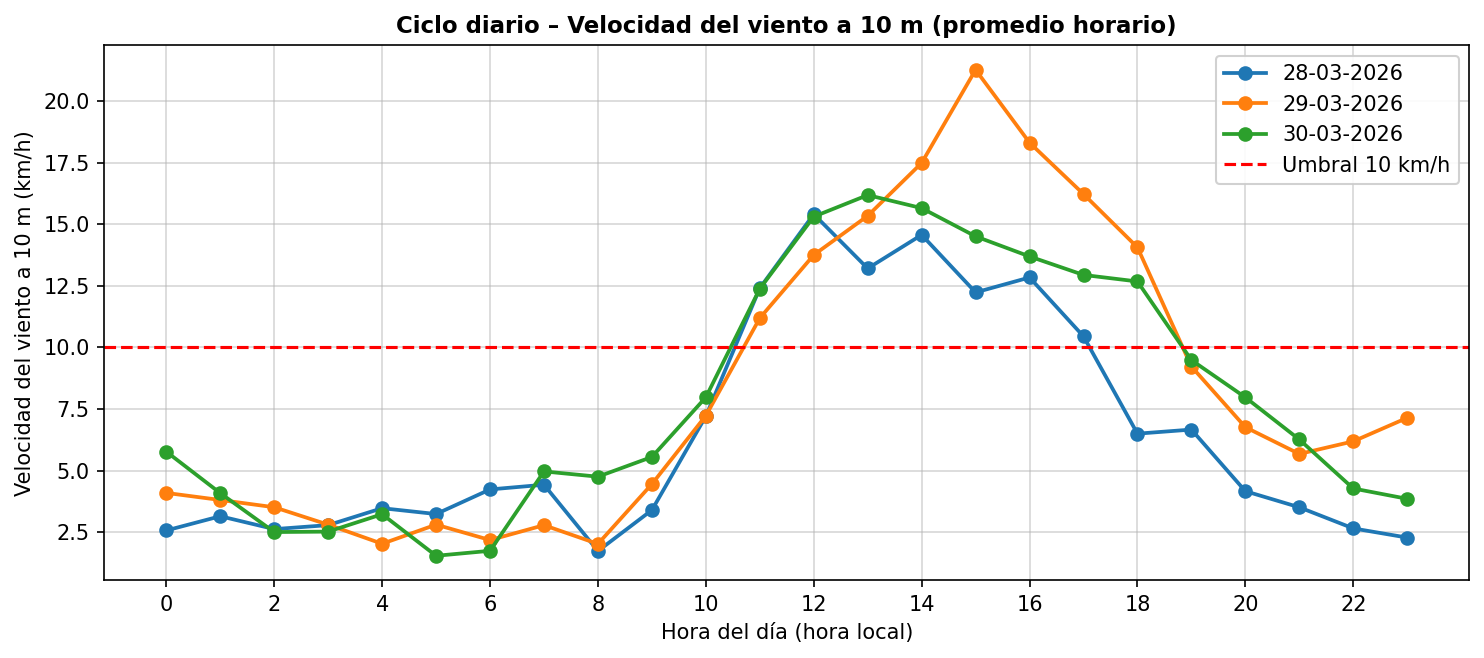 Ciclo diario – Velocidad del viento a 10 m (promedio horario)
28-03-2026
29-03-2026
30-03-2026
Umbral 10 km/h
Velocidad del viento a 10 m (km/h)
20.0
17.5
15.0
12.5
10.0
7.5
5.0
2.5
0 2 4 6 8 10 12 14 16 18 20 22
Hora del día (hora local)